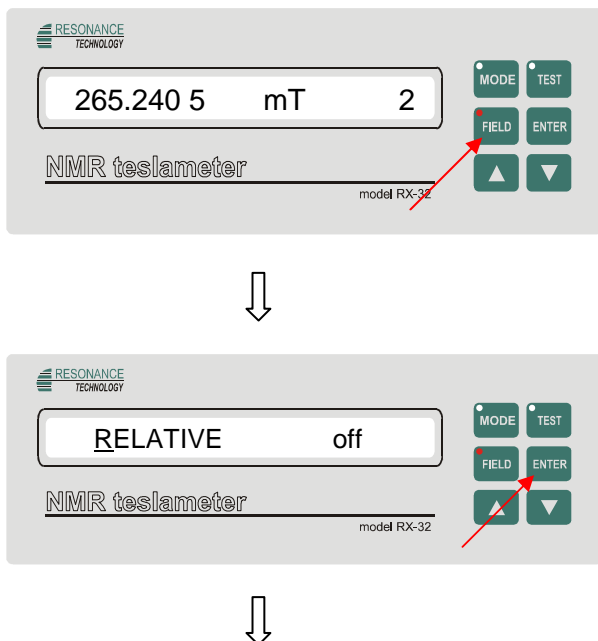 RESONANCE
TECHNOLOGY
MODE TEST
265.240 5 mT 2
FIELD ENTER
NMR teslameter
model RX-32
RESONANCE
TECHNOLOGY
MODE TEST
RELATIVE off
FIELD ENTER
NMR teslameter
model RX-32